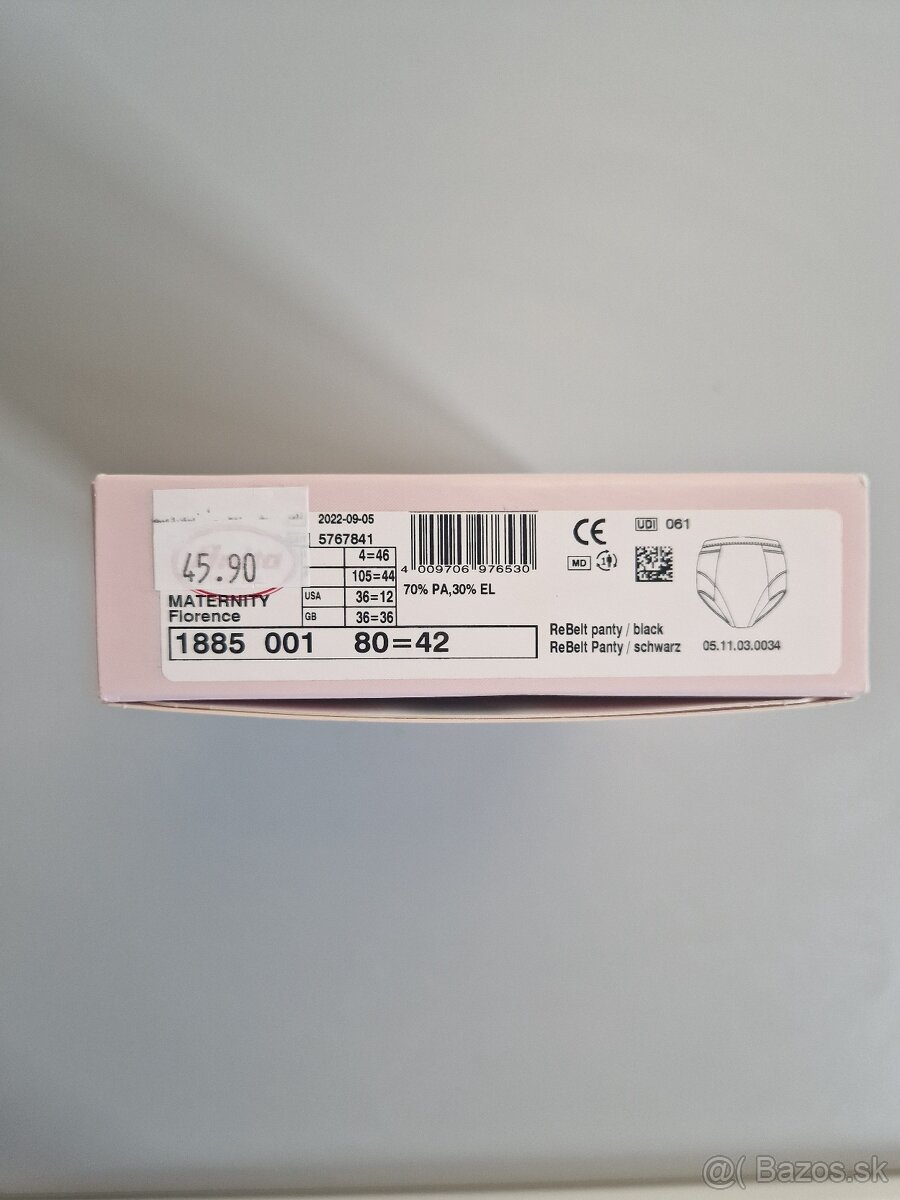 2022-09-05
5767841
45.90
4=46
105=44
USA 36=12
GB 36=36
MATERNITY
Florence
1885 001 80=42
4 009706 976530
70% PA,30% EL
CE
UDI 061
MD
ReBelt panty / black
ReBelt Panty / schwarz
05.11.03.0034
@( Bazos.sk